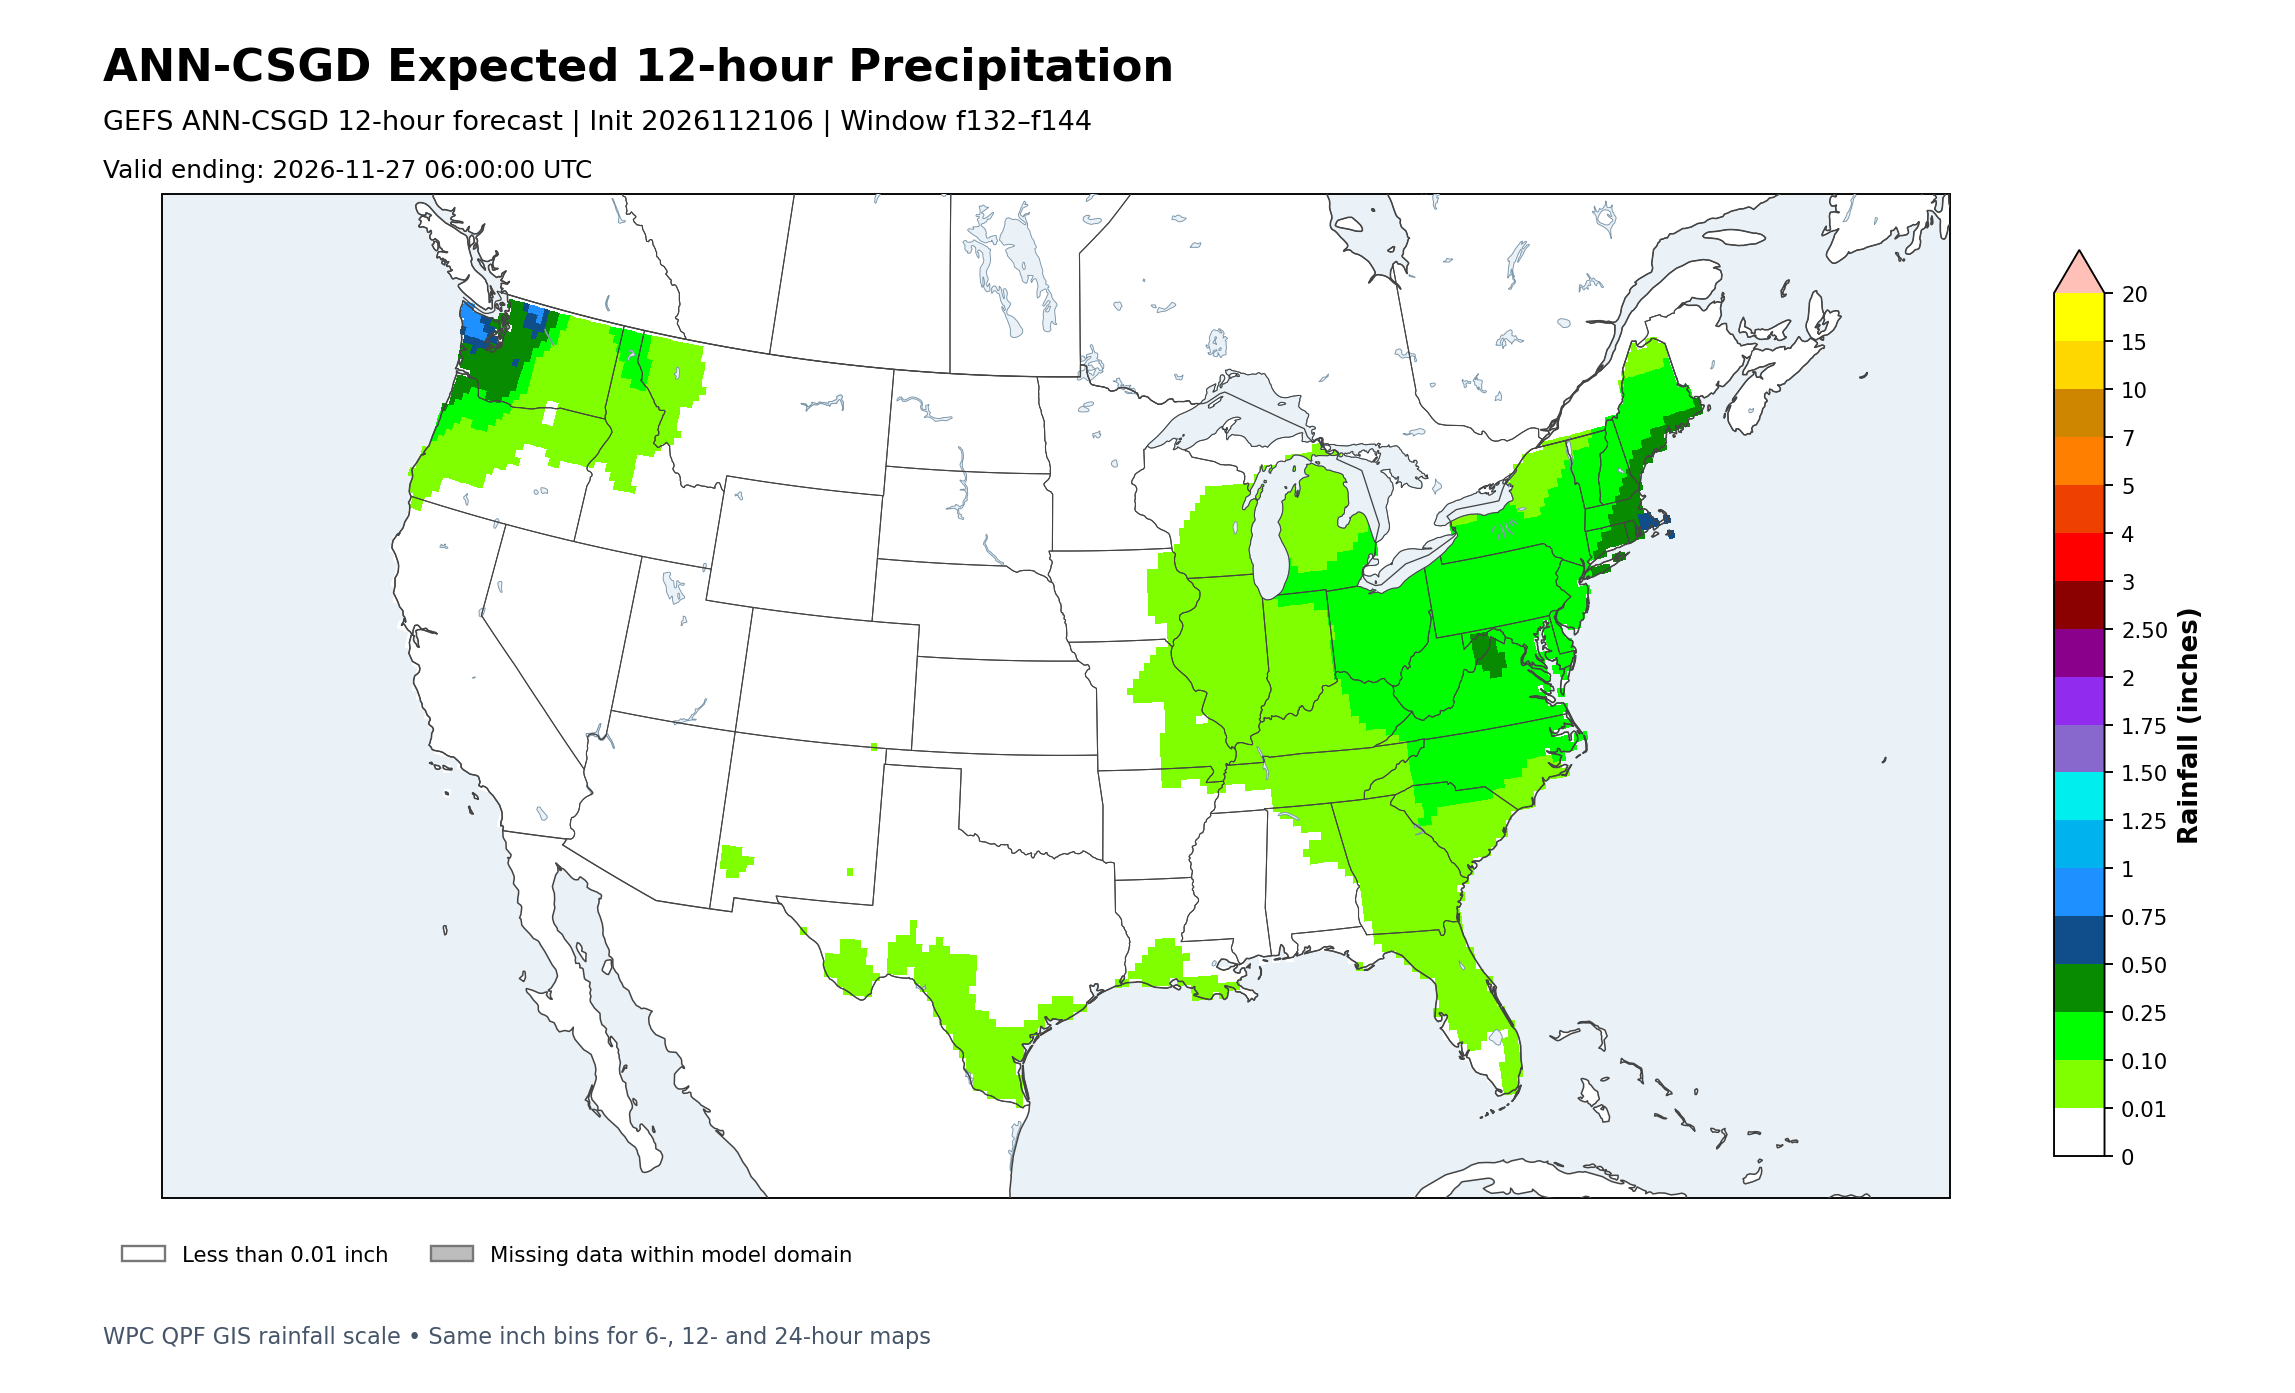 ANN-CSGD Expected 12-hour Precipitation
GEFS ANN-CSGD 12-hour forecast | Init 2026112106 | Window f132–f144
Valid ending: 2026-11-27 06:00:00 UTC
20
15
10
7
5
4
3
2.50
2
1.75
1.50
1.25
1
0.75
0.50
0.25
0.10
0.01
0
Rainfall (inches)
Less than 0.01 inch
Missing data within model domain
WPC QPF GIS rainfall scale • Same inch bins for 6-, 12- and 24-hour maps